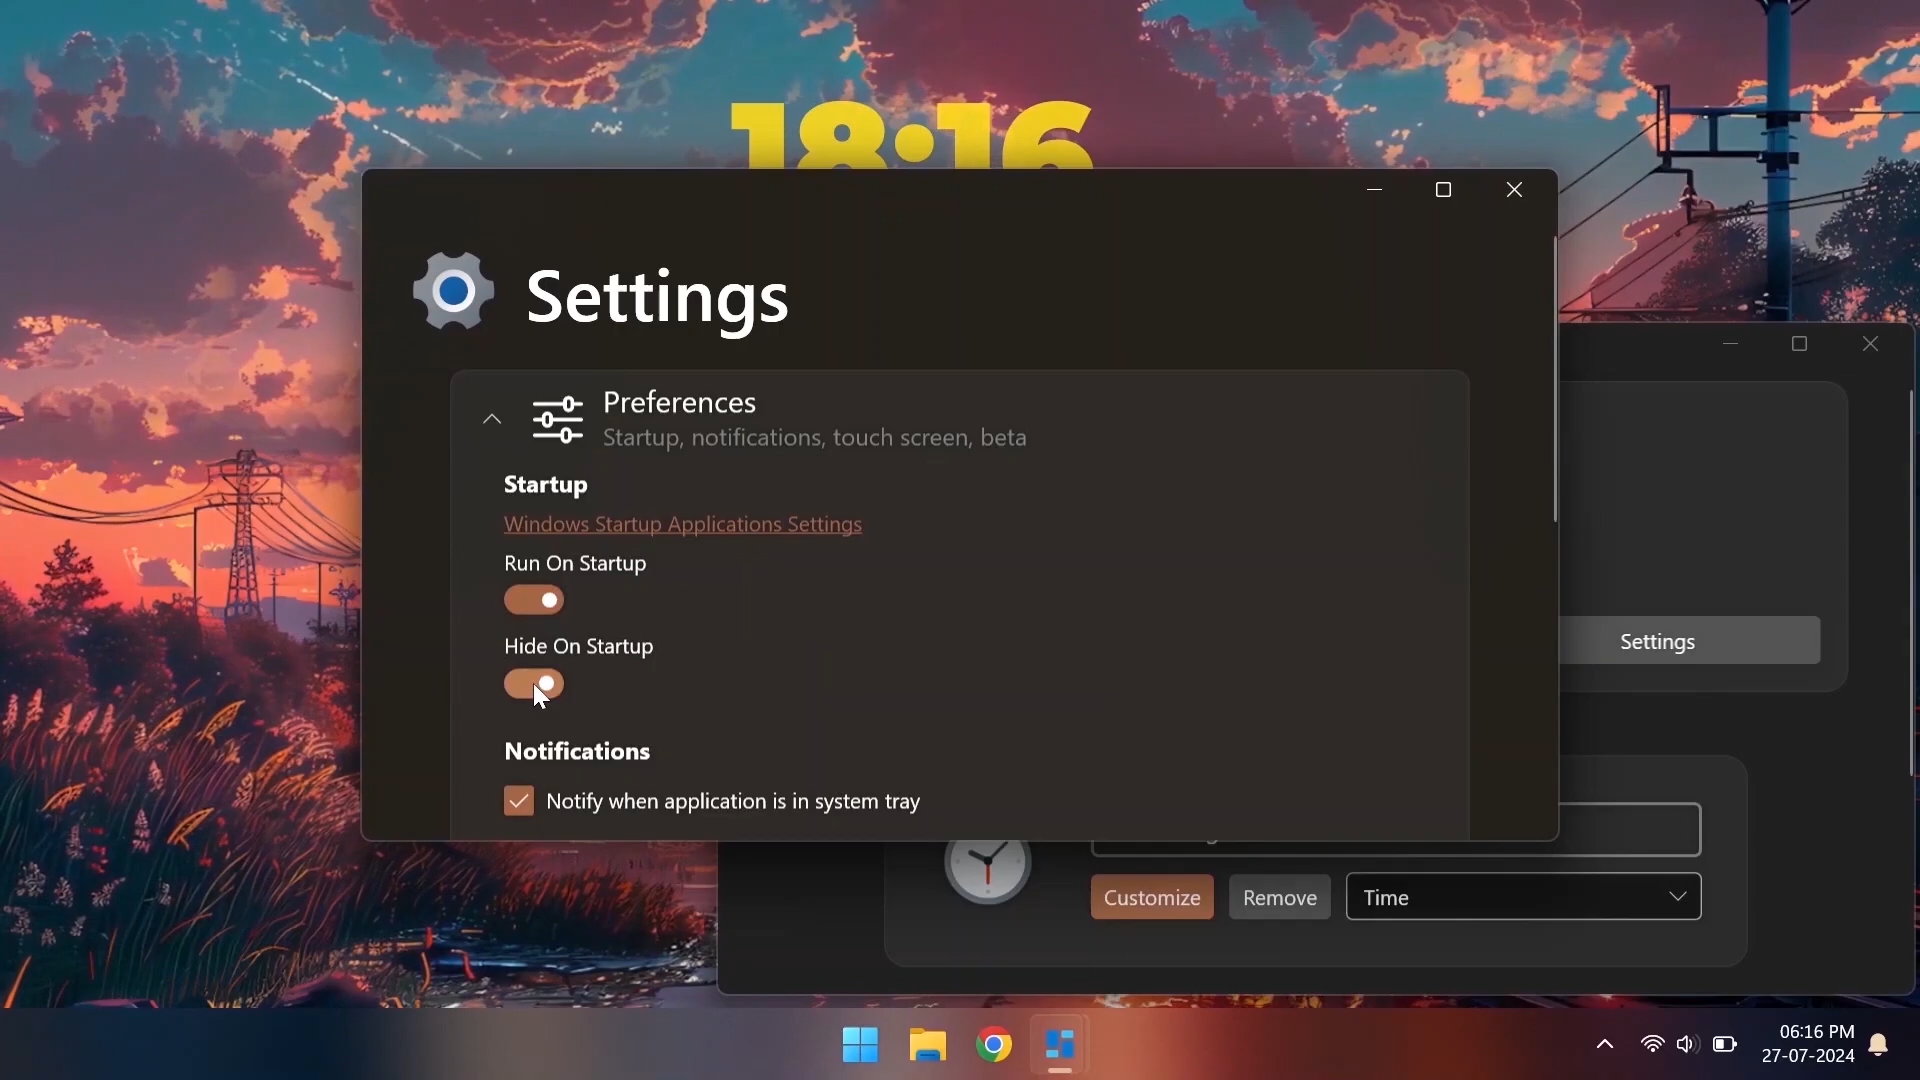 18:16
Settings
Preferences
Startup, notifications, touch screen, beta
Startup
Windows Startup Applications Settings
Run On Startup
Hide On Startup
Notifications
Notify when application is in system tray
Settings
Customize
Remove
Time
06:16 PM
27-07-2024